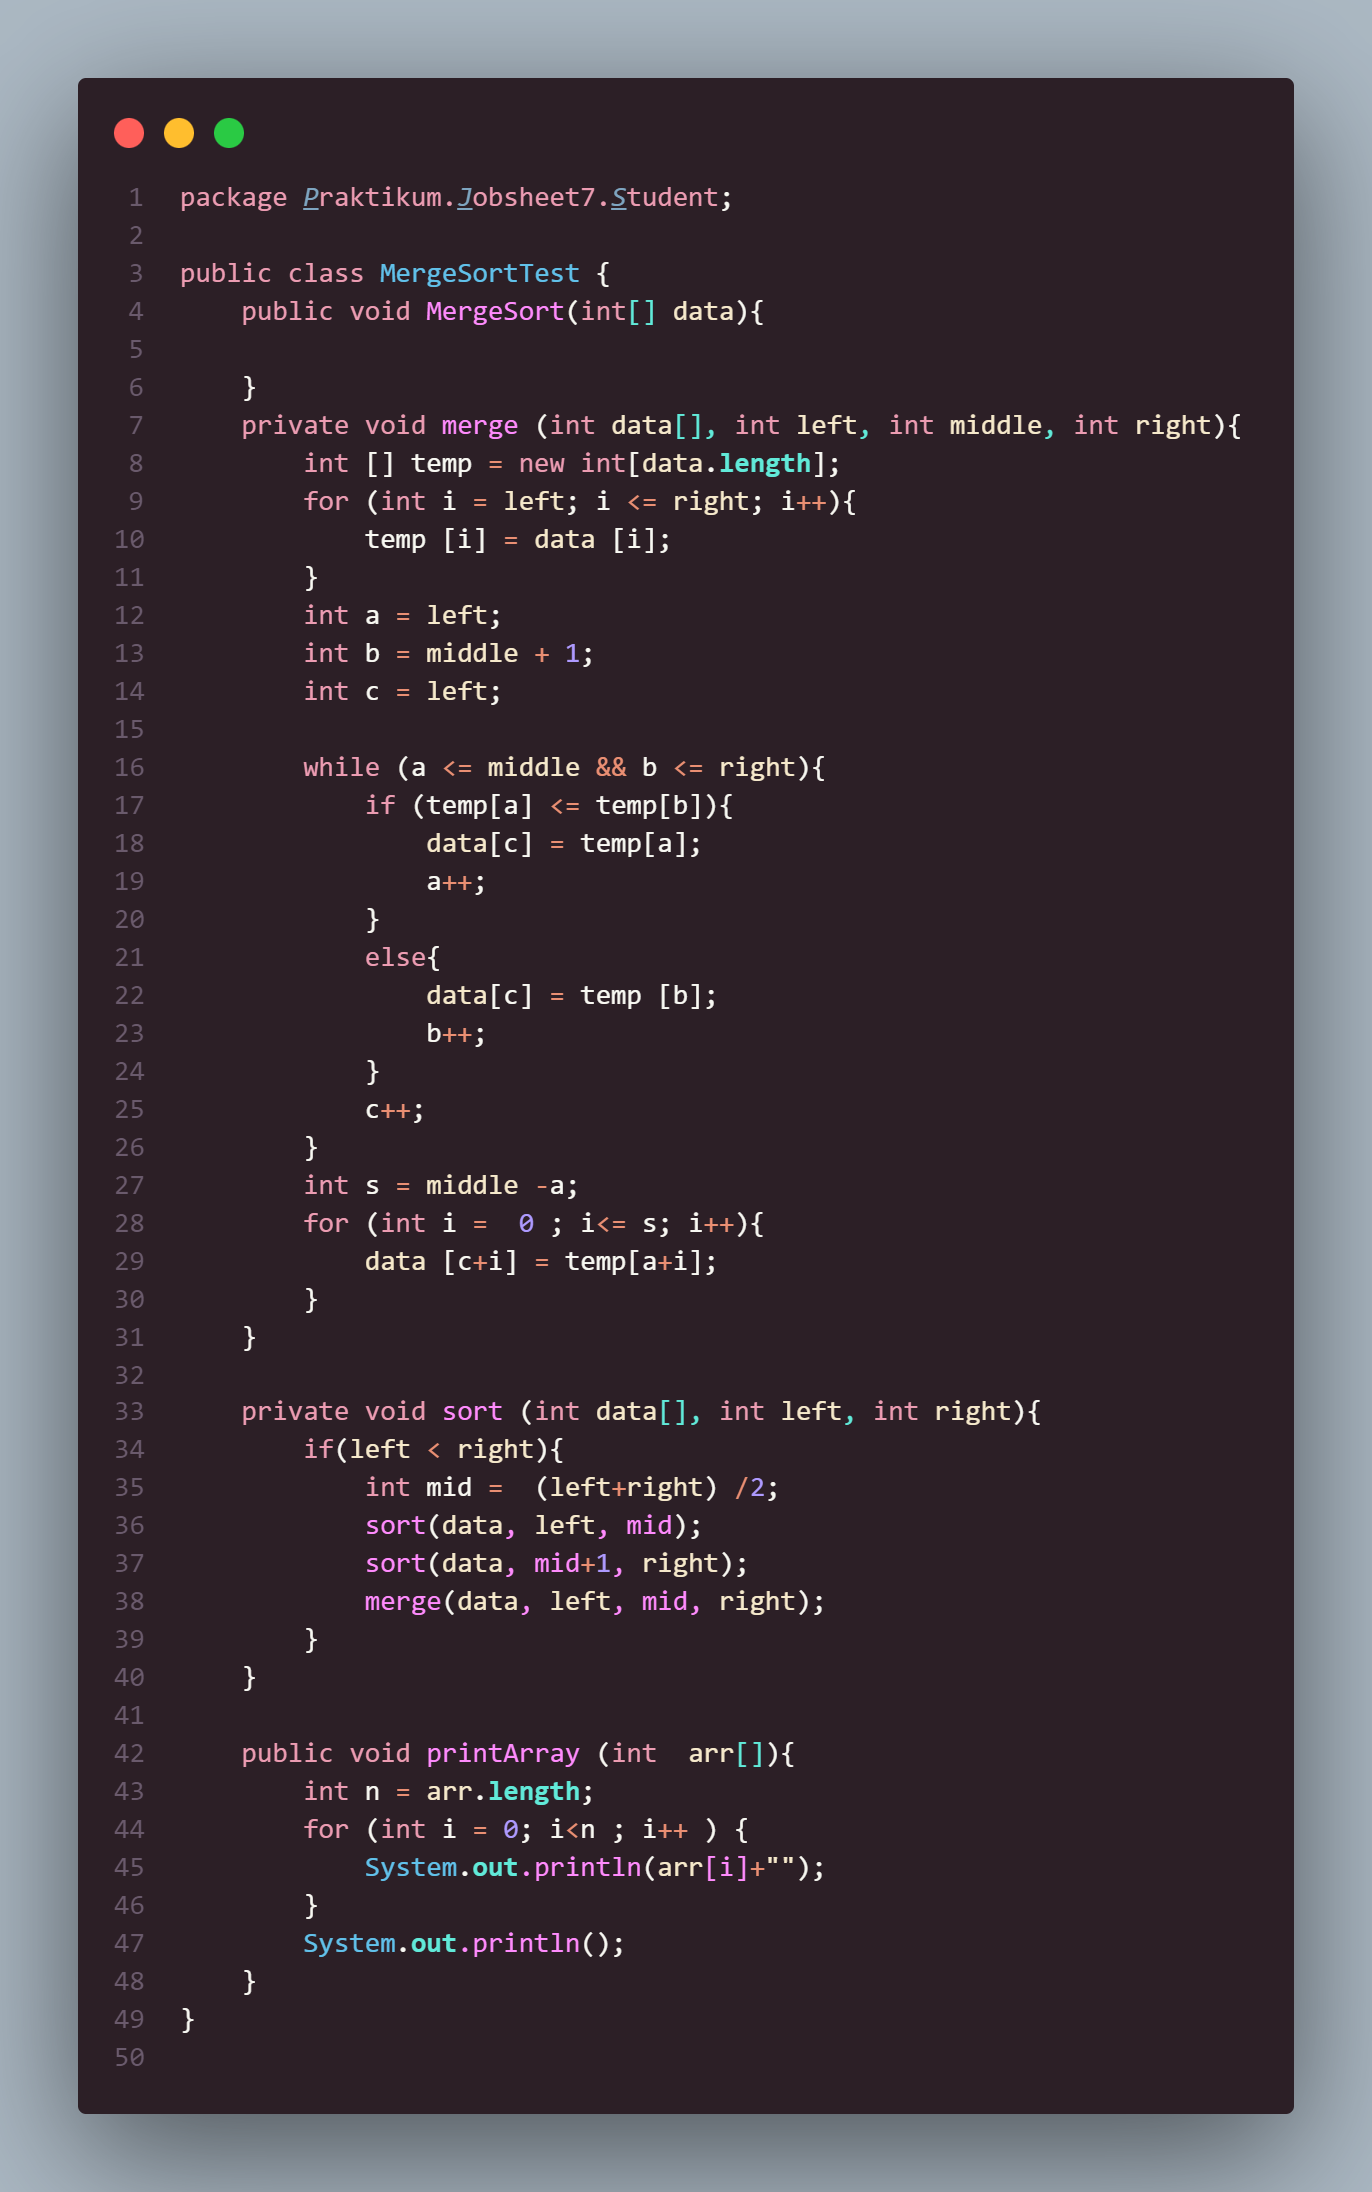 1 package Praktikum.Jobsheet7.Student;
2
3 public class MergeSortTest {
4     public void MergeSort(int[] data){
5
6     }
7     private void merge (int data[], int left, int middle, int right){
8         int [] temp = new int[data.length];
9         for (int i = left; i <= right; i++){
10             temp [i] = data [i];
11         }
12         int a = left;
13         int b = middle + 1;
14         int c = left;
15
16         while (a <= middle && b <= right){
17             if (temp[a] <= temp[b]){
18                 data[c] = temp[a];
19                 a++;
20             }
21             else{
22                 data[c] = temp [b];
23                 b++;
24             }
25             c++;
26         }
27         int s = middle -a;
28         for (int i =  0 ; i<= s; i++){
29             data [c+i] = temp[a+i];
30         }
31     }
32
33     private void sort (int data[], int left, int right){
34         if(left < right){
35             int mid =  (left+right) /2;
36             sort(data, left, mid);
37             sort(data, mid+1, right);
38             merge(data, left, mid, right);
39         }
40     }
41
42     public void printArray (int  arr[]){
43         int n = arr.length;
44         for (int i = 0; i<n ; i++ ) {
45             System.out.println(arr[i]+"");
46         }
47         System.out.println();
48     }
49 }
50